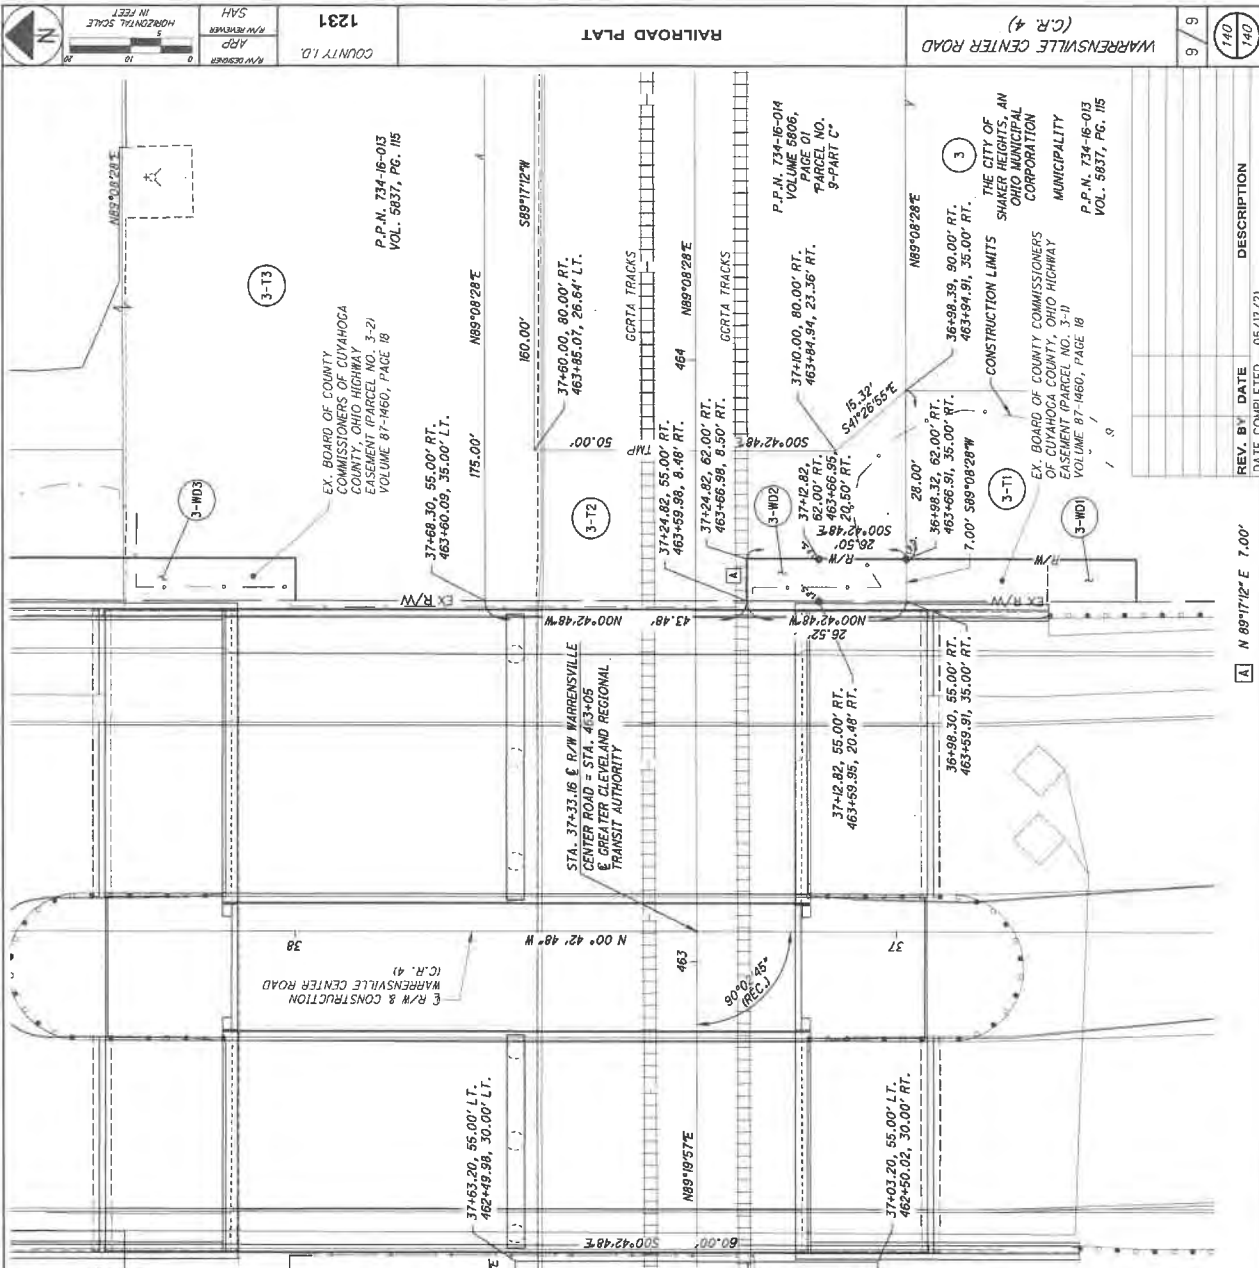 N
HORIZONTAL SCALE
IN FEET
0
5
10
20
R/W DESIGNER
ARP
R/W REVIEWER
SAH
COUNTY I.D.
1231
RAILROAD PLAT
WARRENSVILLE CENTER ROAD
(C.R. 4)
9/9
140
140
N89°08'28"E
3-T3
P.P.N. 734-16-013
VOL. 5837, PG. 115
EX. BOARD OF COUNTY
COMMISSIONERS OF CUYAHOGA
COUNTY, OHIO HIGHWAY
EASEMENT (PARCEL NO. 3-2)
VOLUME 87-1460, PAGE 18
3-WD3
37+68.30, 55.00' RT.
463+60.09, 35.00' LT.
N89°08'28"E
175.00'
S89°17'12"W
160.00'
37+60.00, 80.00' RT.
463+85.07, 26.64' LT.
GCRTA TRACKS
N89°08'28"E
464
GCRTA TRACKS
50.00'
TMP
S00°42'48"E
3-T2
37+24.82, 55.00' RT.
463+59.98, 8.48' RT.
37+24.82, 62.00' RT.
463+66.98, 8.50' RT.
P.P.N. 734-16-014
VOLUME 5806,
PAGE 01
"PARCEL NO.
9-PART C"
37+10.00, 80.00' RT.
463+84.94, 23.36' RT.
15.32'
S41°26'55"E
N89°08'28"E
3
THE CITY OF
SHAKER HEIGHTS, AN
OHIO MUNICIPAL
CORPORATION
MUNICIPALITY
P.P.N. 734-16-013
VOL. 5837, PG. 115
36+98.39, 90.00' RT.
463+94.91, 35.00' RT.
CONSTRUCTION LIMITS
EX. BOARD OF COUNTY COMMISSIONERS
OF CUYAHOGA COUNTY, OHIO HIGHWAY
EASEMENT (PARCEL NO. 3-1)
VOLUME 87-1460, PAGE 18
3-WD2
37+12.82,
62.00' RT.
463+66.95,
20.50' RT.
S00°42'48"E
26.50'
R/W
28.00'
36+98.32, 62.00' RT.
463+66.91, 35.00' RT.
7.00' S89°08'28"W
3-T1
3-WD1
R/W
EX R/W
EX R/W
A
N00°42'48"W
43.48'
N00°42'48"W
26.52'
37+12.82, 55.00' RT.
463+59.95, 20.48' RT.
36+98.30, 55.00' RT.
463+59.91, 35.00' RT.
STA. 37+33.16 ℄ R/W WARRENSVILLE
CENTER ROAD = STA. 463+05
℄ GREATER CLEVELAND REGIONAL
TRANSIT AUTHORITY
38
N 00° 42' 48" W
37
463
90°02'45"
(REC.)
℄ R/W & CONSTRUCTION
WARRENSVILLE CENTER ROAD
(C.R. 4)
N89°19'57"E
37+63.20, 55.00' LT.
462+49.98, 30.00' LT.
60.00'
S00°42'48"E
37+03.20, 55.00' LT.
462+50.02, 30.00' RT.
A N 89°17'12" E 7.00'
REV. BY
DATE
DESCRIPTION
DATE COMPLETED